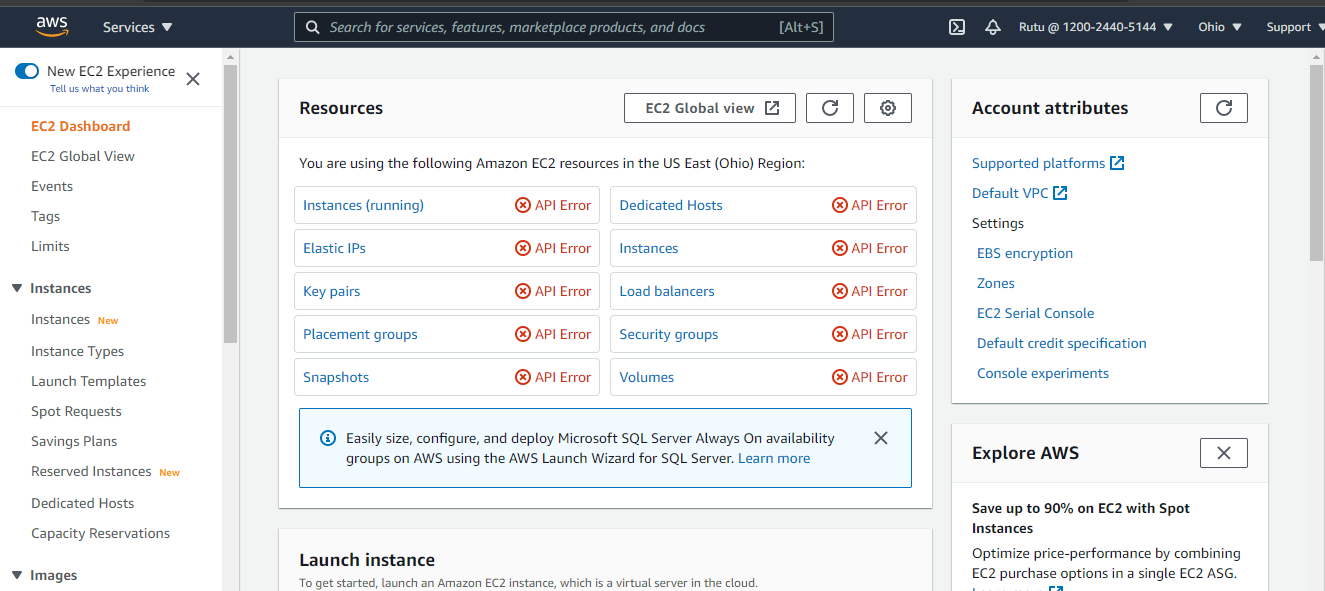 aws Services Search for services, features, marketplace products, and docs [Alt+S] Rutu @ 1200-2440-5144 Ohio Support
New EC2 Experience
Tell us what you think
EC2 Dashboard
EC2 Global View
Events
Tags
Limits
Instances
Instances New
Instance Types
Launch Templates
Spot Requests
Savings Plans
Reserved Instances New
Dedicated Hosts
Capacity Reservations
Images
Resources
EC2 Global view
You are using the following Amazon EC2 resources in the US East (Ohio) Region:
Instances (running) API Error
Dedicated Hosts API Error
Elastic IPs API Error
Instances API Error
Key pairs API Error
Load balancers API Error
Placement groups API Error
Security groups API Error
Snapshots API Error
Volumes API Error
Easily size, configure, and deploy Microsoft SQL Server Always On availability
groups on AWS using the AWS Launch Wizard for SQL Server. Learn more
Launch instance
To get started, launch an Amazon EC2 instance, which is a virtual server in the cloud.
Account attributes
Supported platforms
Default VPC
Settings
EBS encryption
Zones
EC2 Serial Console
Default credit specification
Console experiments
Explore AWS
Save up to 90% on EC2 with Spot
Instances
Optimize price-performance by combining
EC2 purchase options in a single EC2 ASG.